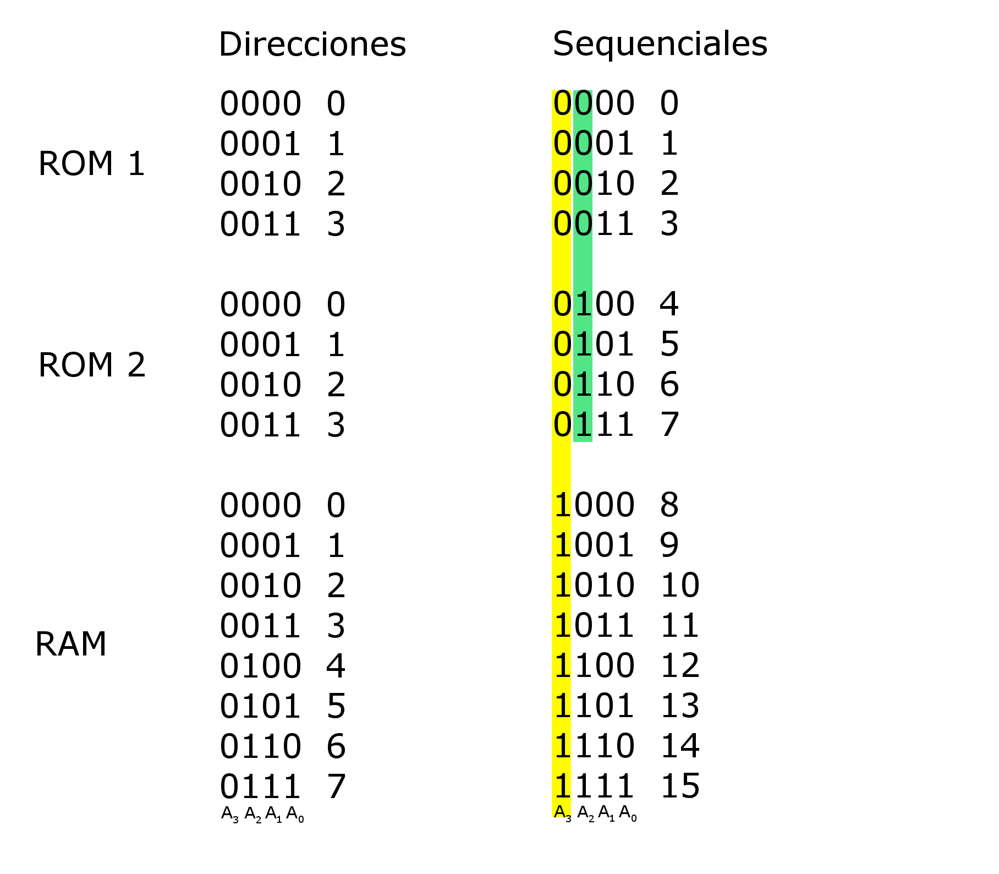 Direcciones Sequenciales
0000 0 0000 0
0001 1 0001 1
ROM 1
0010 2 0010 2
0011 3 0011 3
0000 0 0100 4
0001 1 0101 5
ROM 2
0010 2 0110 6
0011 3 0111 7
0000 0 1000 8
0001 1 1001 9
0010 2 1010 10
0011 3 1011 11
RAM
0100 4 1100 12
0101 5 1101 13
0110 6 1110 14
0111 7 1111 15
A₃ A₂ A₁ A₀ A₃ A₂ A₁ A₀